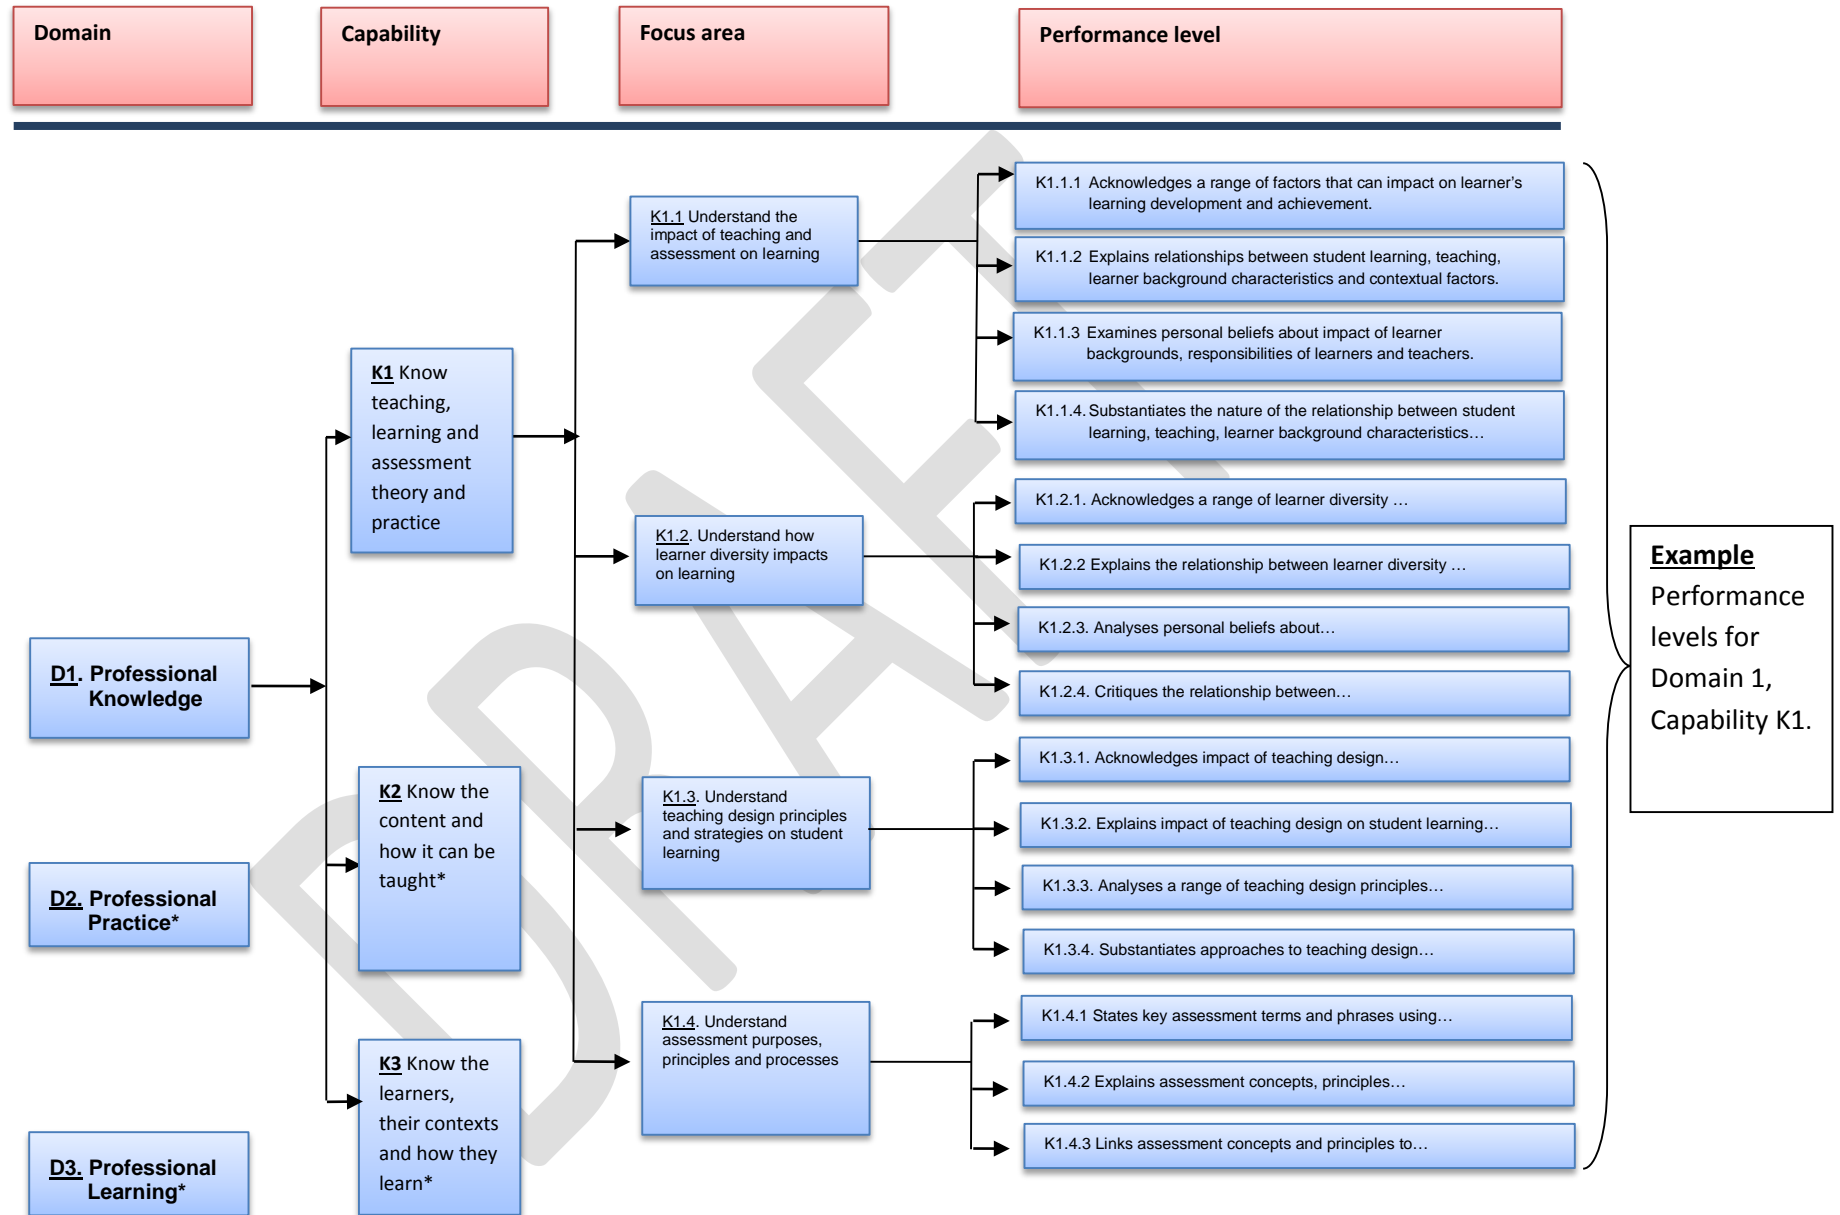 Domain
Capability
Focus area
Performance level
DRAFT
D1. Professional
Knowledge
D2. Professional
Practice*
D3. Professional
Learning*
K1 Know
teaching,
learning and
assessment
theory and
practice
K2 Know the
content and
how it can be
taught*
K3 Know the
learners,
their contexts
and how they
learn*
K1.1 Understand the
impact of teaching and
assessment on learning
K1.2. Understand how
learner diversity impacts
on learning
K1.3. Understand
teaching design principles
and strategies on student
learning
K1.4. Understand
assessment purposes,
principles and processes
K1.1.1 Acknowledges a range of factors that can impact on learner’s
learning development and achievement.
K1.1.2 Explains relationships between student learning, teaching,
learner background characteristics and contextual factors.
K1.1.3 Examines personal beliefs about impact of learner
backgrounds, responsibilities of learners and teachers.
K1.1.4. Substantiates the nature of the relationship between student
learning, teaching, learner background characteristics…
K1.2.1. Acknowledges a range of learner diversity …
K1.2.2 Explains the relationship between learner diversity …
K1.2.3. Analyses personal beliefs about…
K1.2.4. Critiques the relationship between…
K1.3.1. Acknowledges impact of teaching design…
K1.3.2. Explains impact of teaching design on student learning…
K1.3.3. Analyses a range of teaching design principles…
K1.3.4. Substantiates approaches to teaching design…
K1.4.1 States key assessment terms and phrases using…
K1.4.2 Explains assessment concepts, principles…
K1.4.3 Links assessment concepts and principles to…
Example
Performance
levels for
Domain 1,
Capability K1.